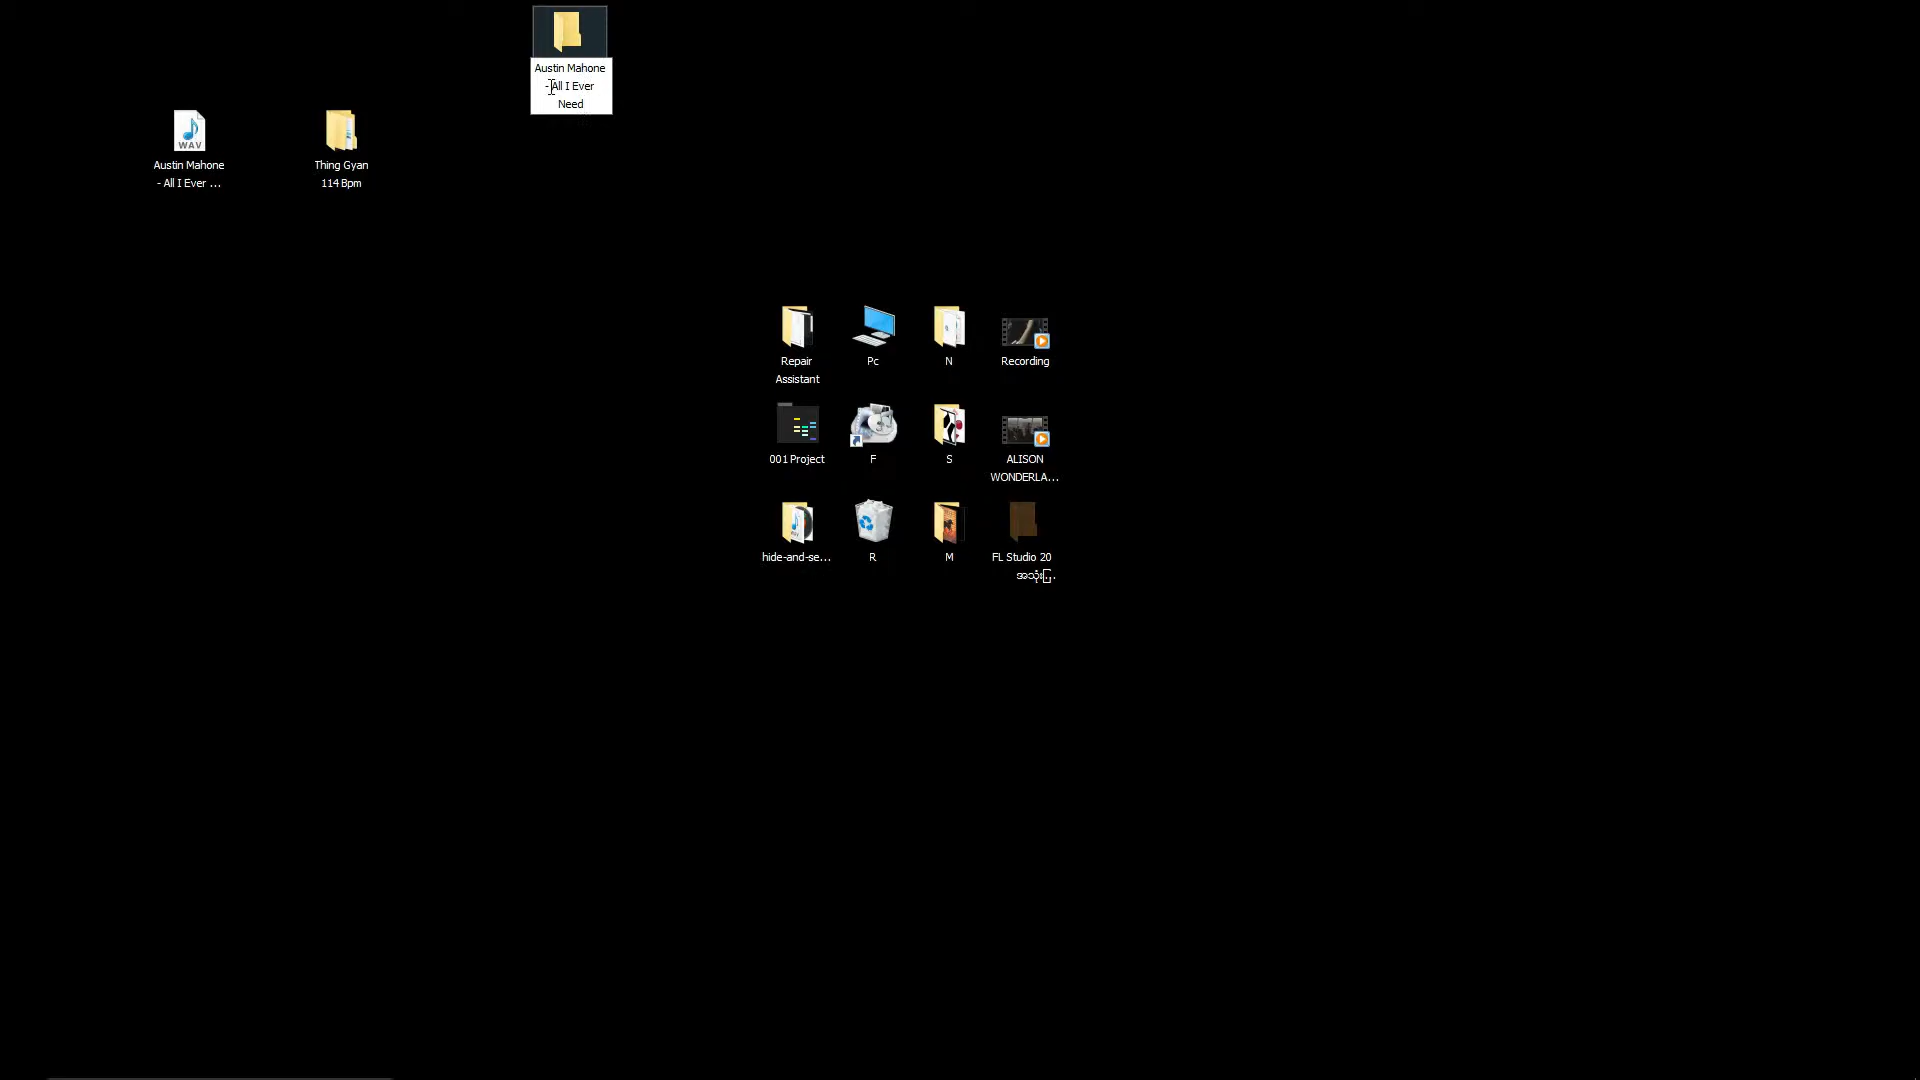 Austin Mahone
- All I Ever
Need
WAV
Austin Mahone
- All I Ever ...
Thing Gyan
114 Bpm
Repair
Assistant
Pc
N
Recording
001 Project
F
S
ALISON
WONDERLA...
hide-and-se...
R
M
FL Studio 20
အသုံး...